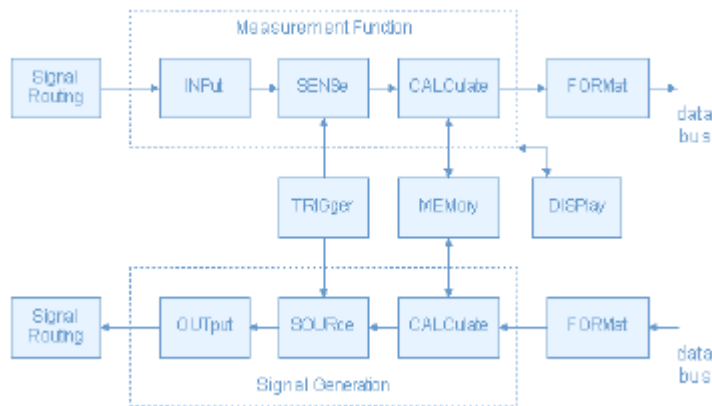 Measurement Function
Signal
Routing
INPut
SENSe
CALCulate
FORMat
data
bus
TRIGger
MEMory
DISPlay
Signal
Routing
OUTput
SOURce
CALCulate
FORMat
data
bus
Signal Generation